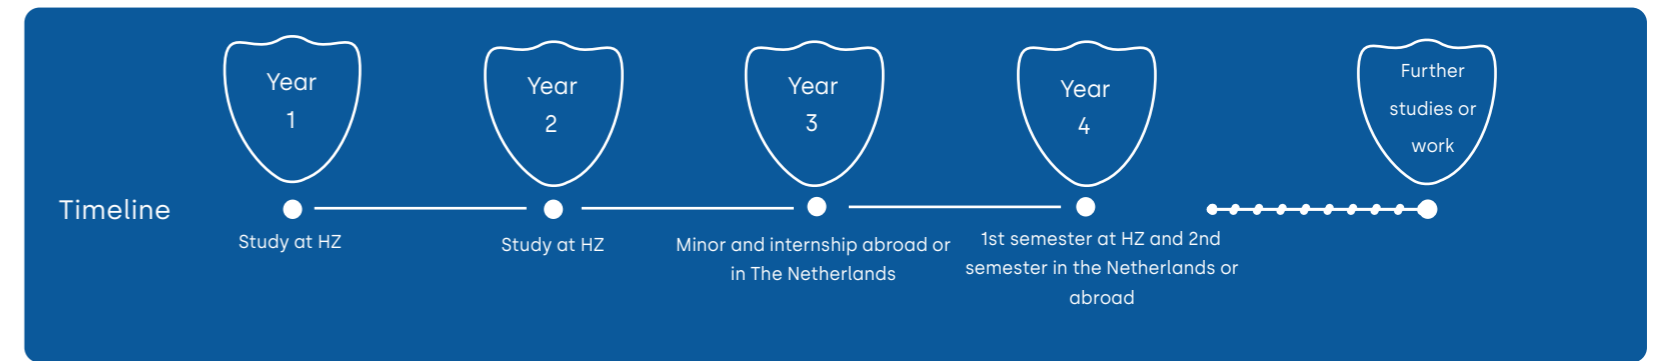 Year
1
Year
2
Year
3
Year
4
Further
studies or
work
Timeline
Study at HZ
Study at HZ
Minor and internship abroad or
in The Netherlands
1st semester at HZ and 2nd
semester in the Netherlands or
abroad